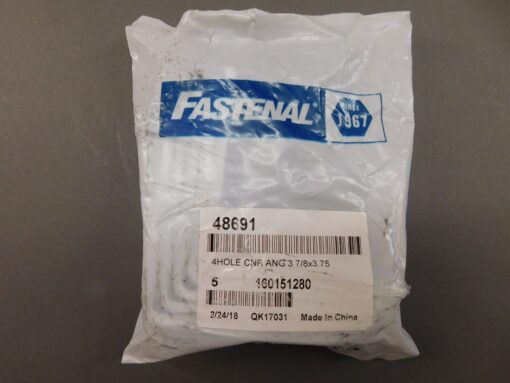 FASTENAL
SINCE
1967
48691
4HOLE CNR ANG 3 7/8x3.75
5 160151280
2/24/18 QK17031 Made In China